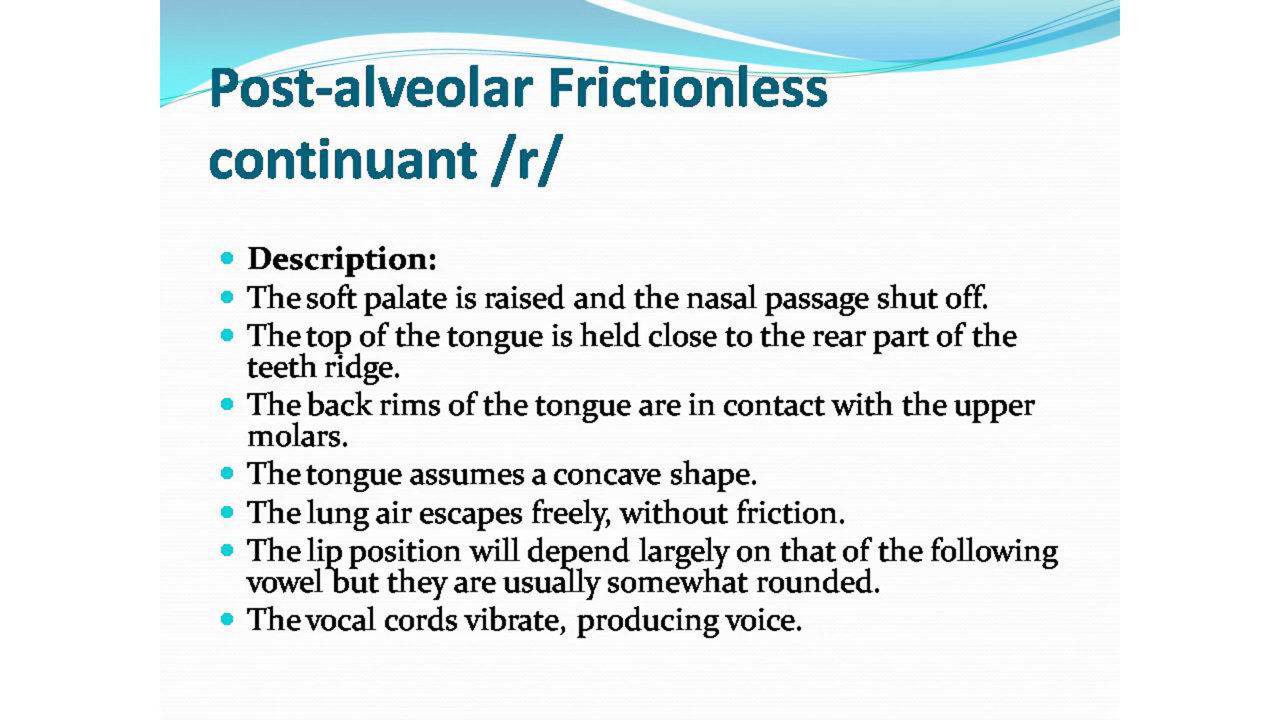 Post-alveolar Frictionless
continuant /r/
• Description:
• The soft palate is raised and the nasal passage shut off.
• The top of the tongue is held close to the rear part of the
teeth ridge.
• The back rims of the tongue are in contact with the upper
molars.
• The tongue assumes a concave shape.
• The lung air escapes freely, without friction.
• The lip position will depend largely on that of the following
vowel but they are usually somewhat rounded.
• The vocal cords vibrate, producing voice.